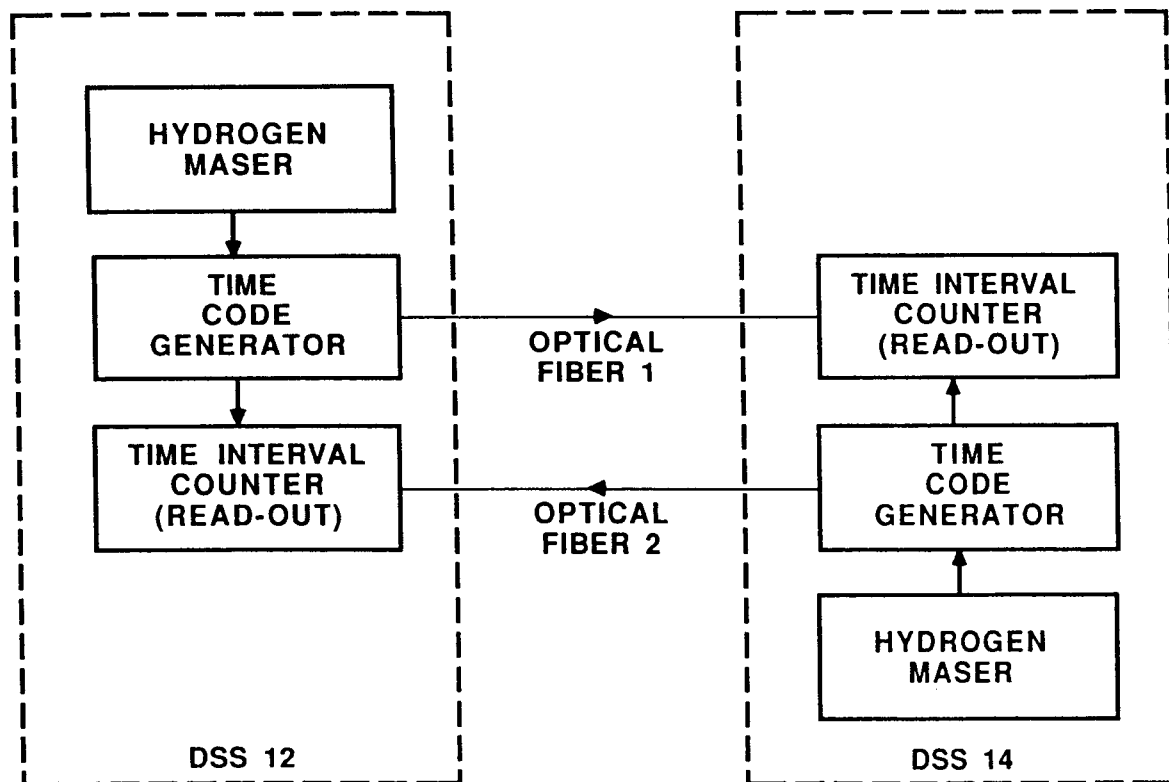 HYDROGEN
MASER
TIME
CODE
GENERATOR
TIME INTERVAL
COUNTER
(READ-OUT)
DSS 12
OPTICAL
FIBER 1
OPTICAL
FIBER 2
TIME INTERVAL
COUNTER
(READ-OUT)
TIME
CODE
GENERATOR
HYDROGEN
MASER
DSS 14